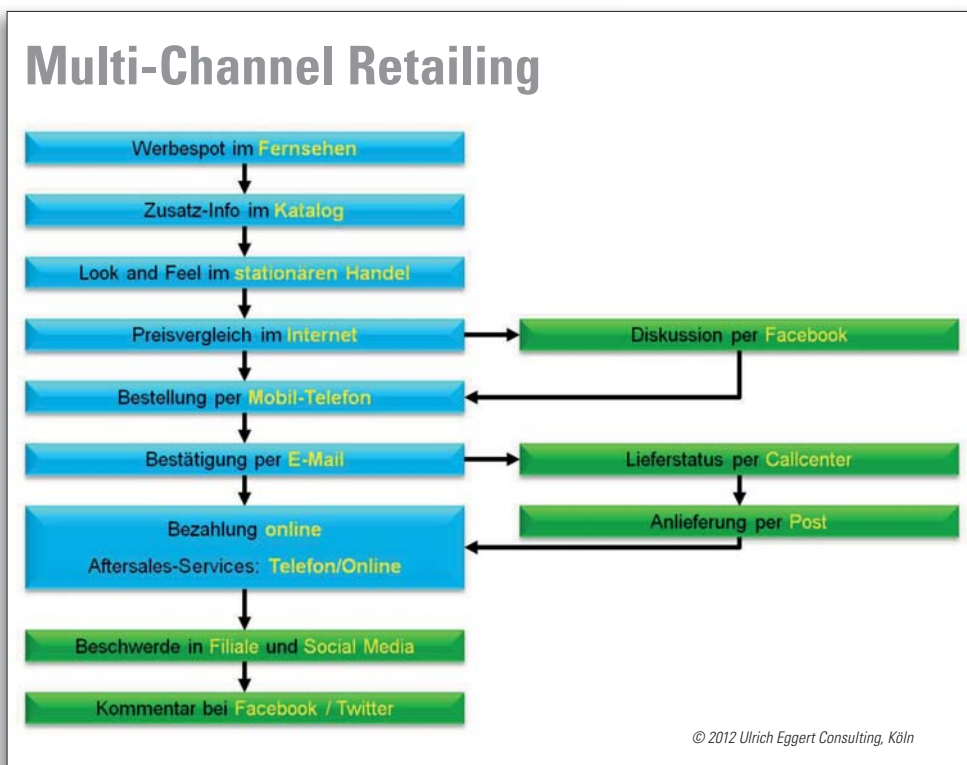 Multi-Channel Retailing
Werbespot im Fernsehen
Zusatz-Info im Katalog
Look and Feel im stationären Handel
Preisvergleich im Internet
Diskussion per Facebook
Bestellung per Mobil-Telefon
Bestätigung per E-Mail
Lieferstatus per Callcenter
Anlieferung per Post
Bezahlung online
Aftersales-Services: Telefon/Online
Beschwerde in Filiale und Social Media
Kommentar bei Facebook / Twitter
© 2012 Ulrich Eggert Consulting, Köln